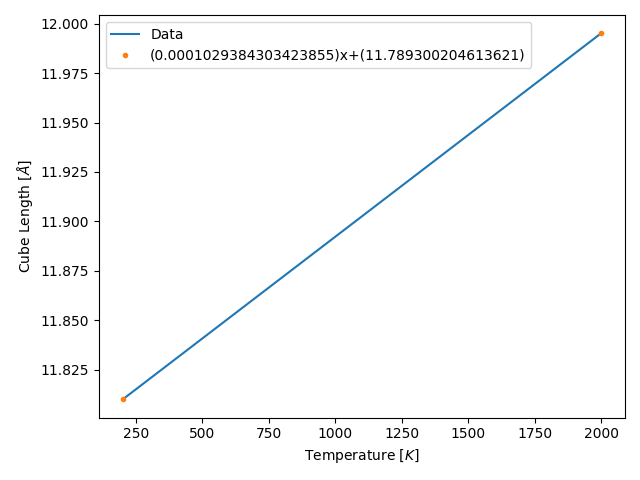 Data
(0.0001029384303423855)x+(11.789300204613621)
12.000
11.975
11.950
11.925
11.900
11.875
11.850
11.825
Cube Length [Å]
250 500 750 1000 1250 1500 1750 2000
Temperature [K]